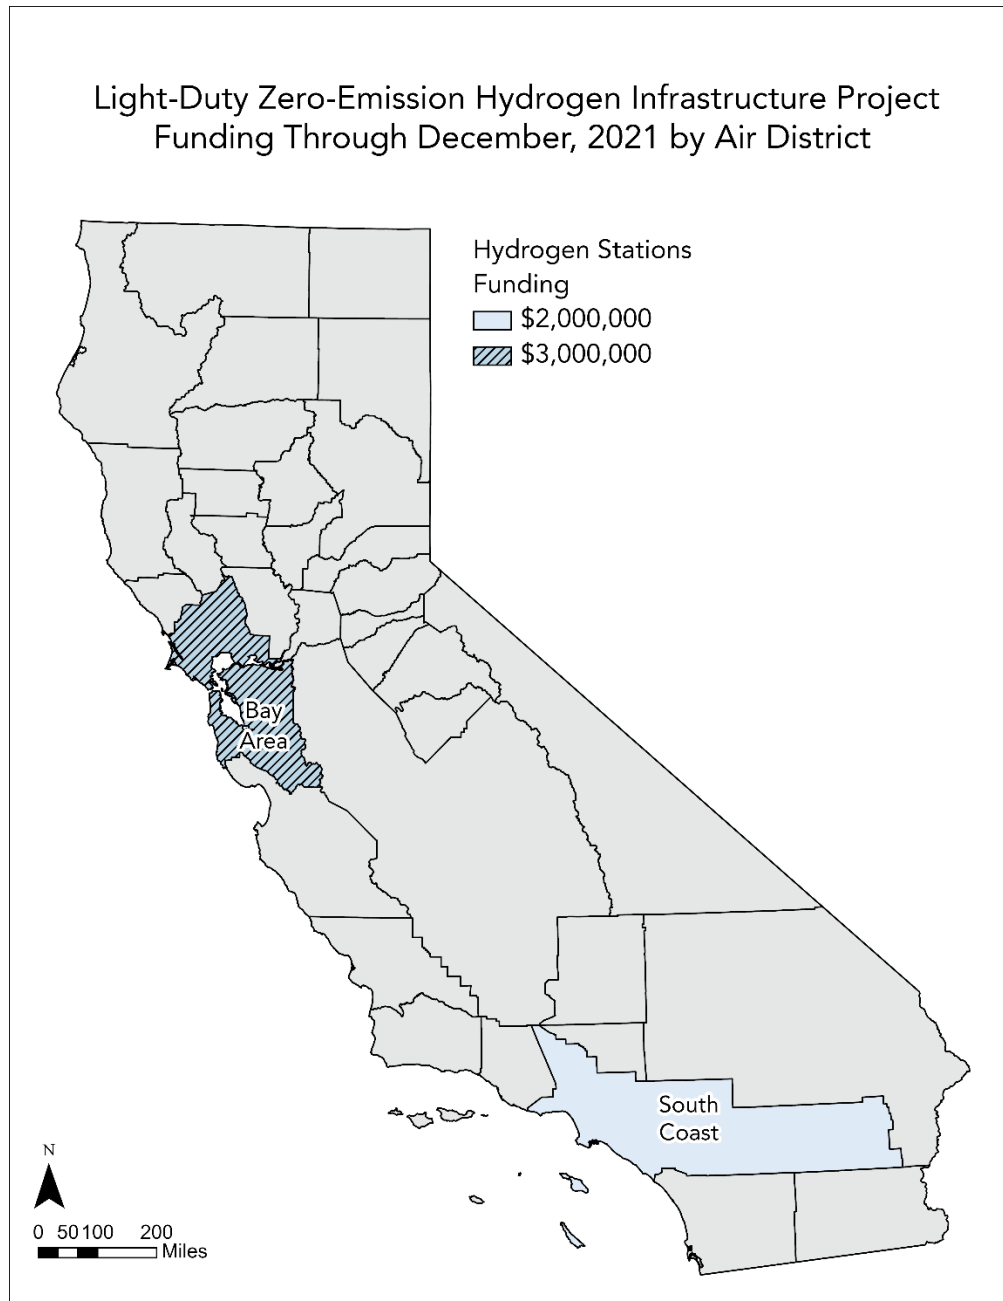 Light-Duty Zero-Emission Hydrogen Infrastructure Project
Funding Through December, 2021 by Air District
Hydrogen Stations
Funding
$2,000,000
$3,000,000
Bay
Area
South
Coast
N
0 50 100 200
Miles